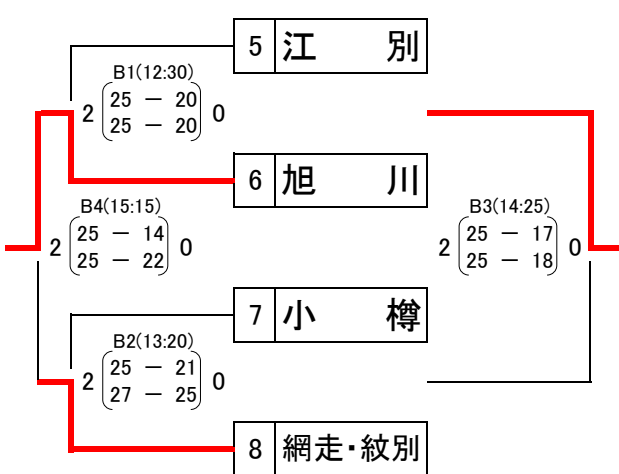 5 江 別
B1(12:30)
2 25 － 20 0
25 － 20
6 旭 川
B4(15:15)
2 25 － 14 0
25 － 22
B3(14:25)
2 25 － 17 0
25 － 18
7 小 樽
B2(13:20)
2 25 － 21 0
27 － 25
8 網走・紋別